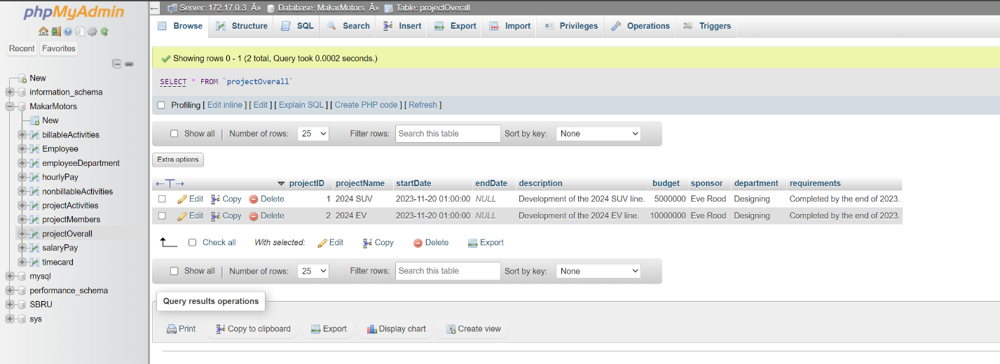 phpMyAdmin
Recent Favorites
New
information_schema
MakarMotors
New
billableActivities
Employee
employeeDepartment
hourlyPay
nonbillableActivities
projectActivities
projectMembers
projectOverall
salaryPay
timecard
mysql
performance_schema
SBRU
sys
Server: 172.17.0.3 Â» Database: MakarMotors Â» Table: projectOverall
Browse Structure SQL Search Insert Export Import Privileges Operations Triggers
Showing rows 0 - 1 (2 total, Query took 0.0002 seconds.)
SELECT * FROM `projectOverall`
Profiling [ Edit inline ] [ Edit ] [ Explain SQL ] [ Create PHP code ] [ Refresh ]
Show all Number of rows: 25 Filter rows: Search this table Sort by key: None
Extra options
projectID projectName startDate endDate description budget sponsor department requirements
Edit Copy Delete 1 2024 SUV 2023-11-20 01:00:00 NULL Development of the 2024 SUV line. 5000000 Eve Rood Designing Completed by the end of 2023.
Edit Copy Delete 2 2024 EV 2023-11-20 01:00:00 NULL Development of the 2024 EV line. 10000000 Eve Rood Designing Completed by the end of 2023.
Check all With selected: Edit Copy Delete Export
Show all Number of rows: 25 Filter rows: Search this table Sort by key: None
Query results operations
Print Copy to clipboard Export Display chart Create view